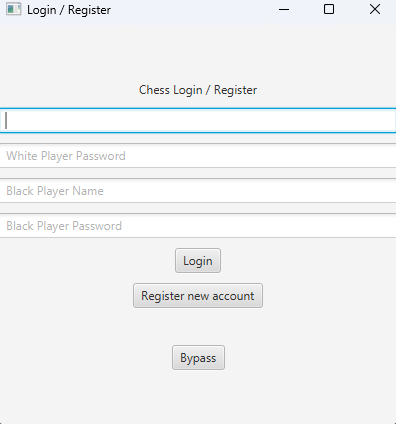 Login / Register
Chess Login / Register
White Player Password
Black Player Name
Black Player Password
Login
Register new account
Bypass